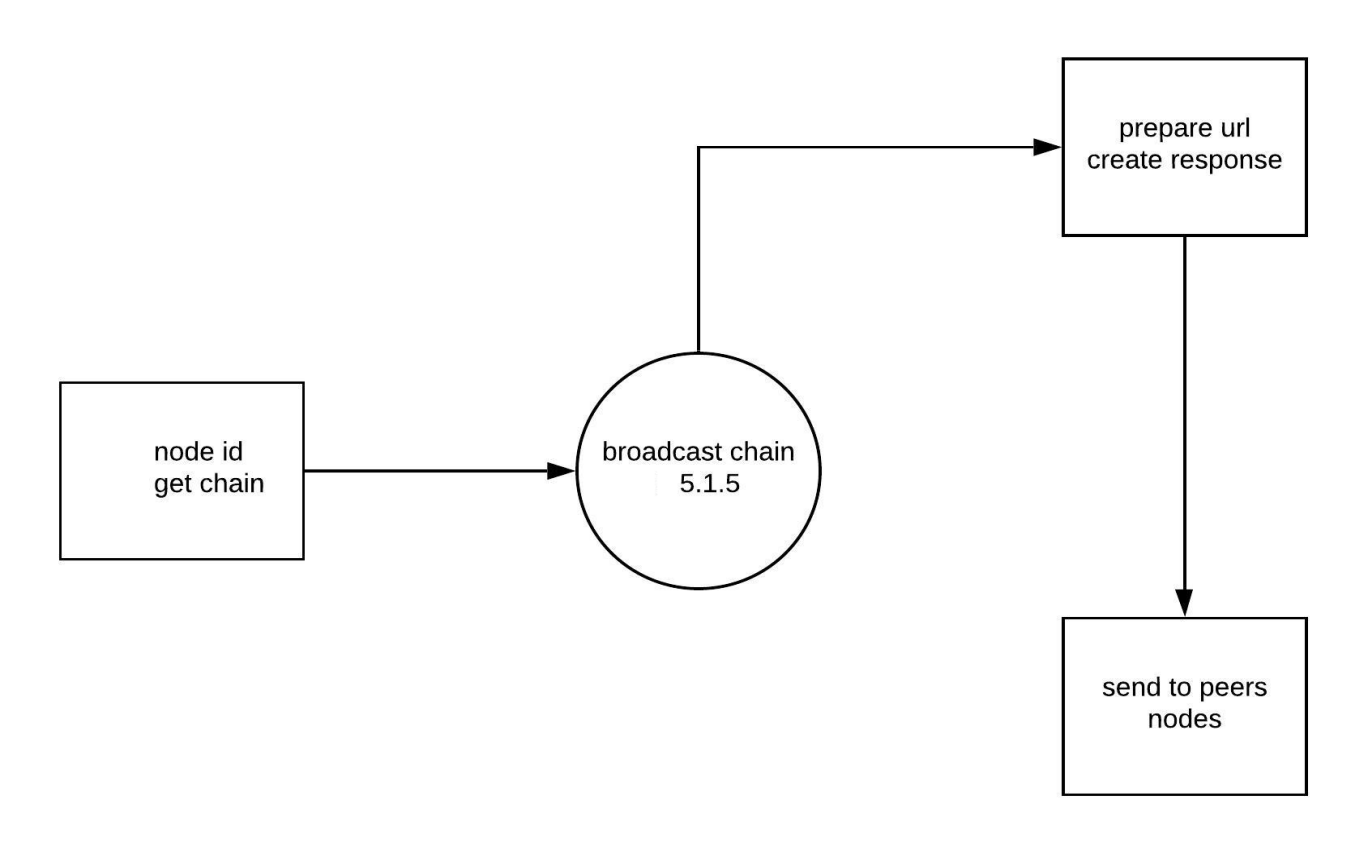 prepare url
create response
node id
get chain
broadcast chain
5.1.5
send to peers
nodes